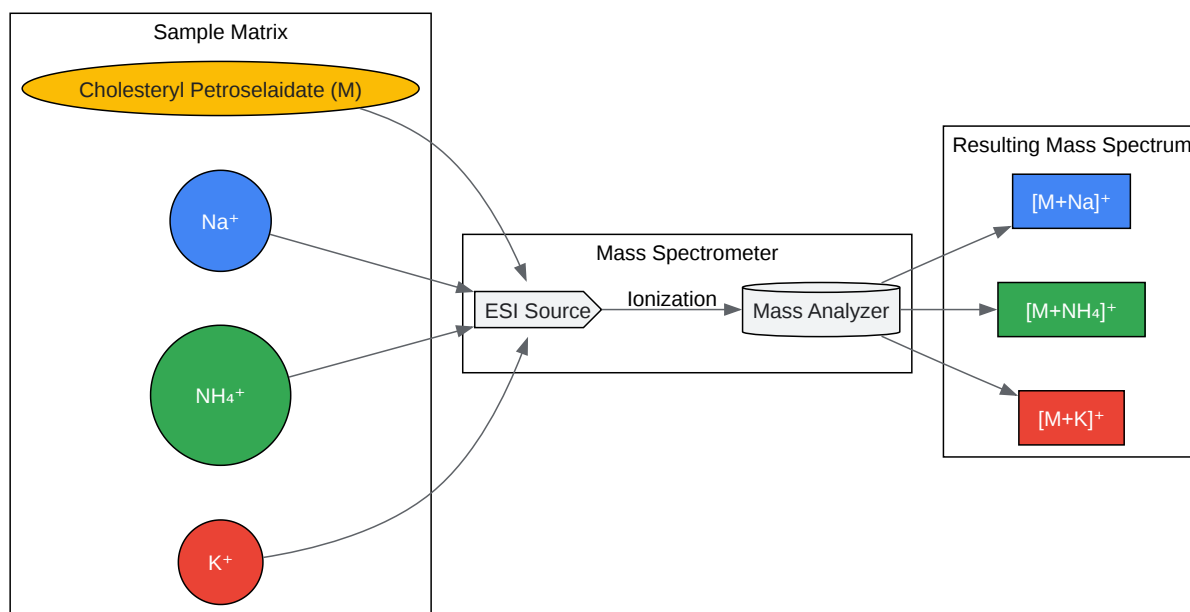 Sample Matrix
Cholesteryl Petroselaidate (M)
Na⁺
NH₄⁺
K⁺
Mass Spectrometer
ESI Source
Ionization
Mass Analyzer
Resulting Mass Spectrum
[M+Na]⁺
[M+NH₄]⁺
[M+K]⁺